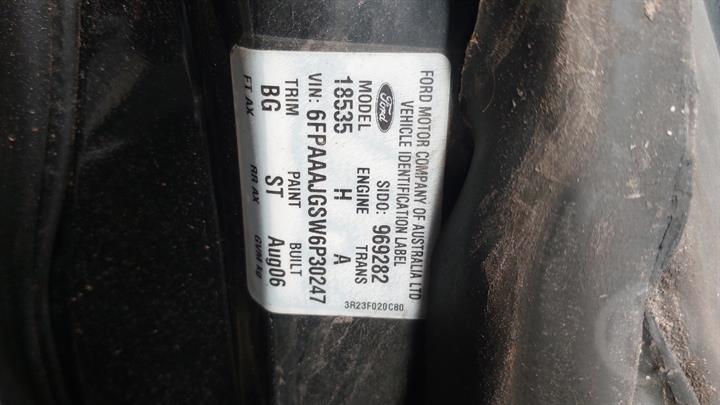 FORD MOTOR COMPANY OF AUSTRALIA LTD
VEHICLE IDENTIFICATION LABEL
Ford
SIDO: 969282
MODEL ENGINE TRANS
18535 H A
VIN: 6FPAAAJGSW6P30247
TRIM PAINT BUILT
BG ST Aug06
FT AX RR AX GVM kg
3R23F020C80